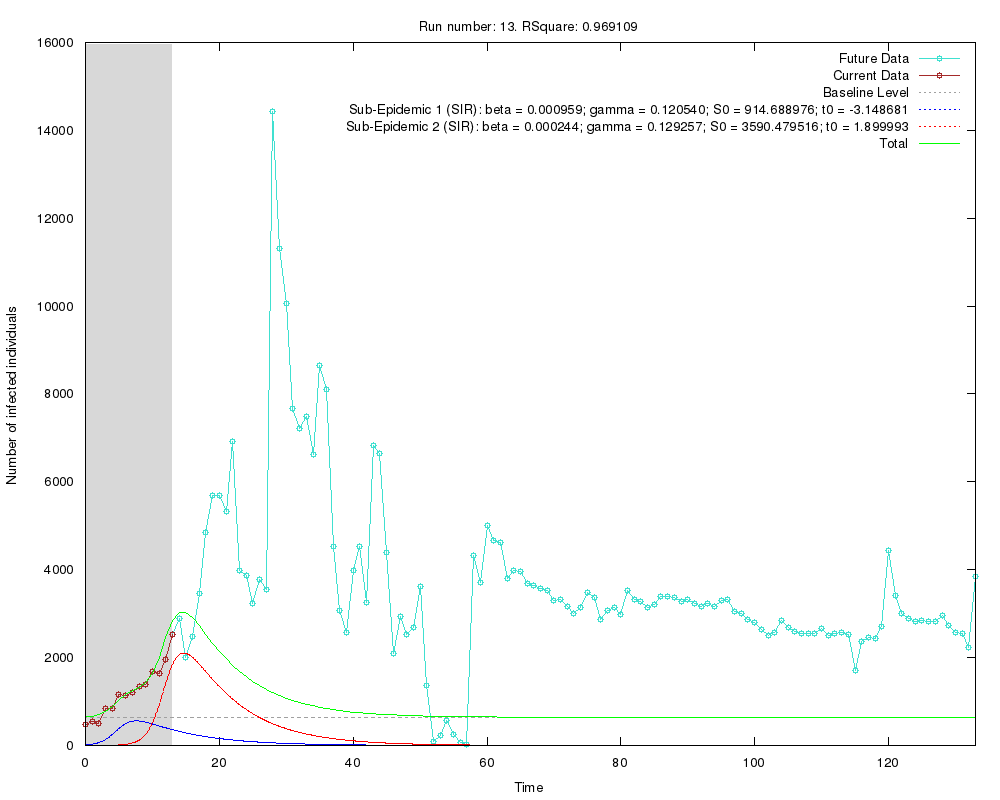 Run number: 13. RSquare: 0.969109
16000
14000
12000
10000
8000
6000
4000
2000
0
Number of infected individuals
Future Data
Current Data
Baseline Level
Sub-Epidemic 1 (SIR): beta = 0.000959; gamma = 0.120540; S0 = 914.688976; t0 = -3.148681
Sub-Epidemic 2 (SIR): beta = 0.000244; gamma = 0.129257; S0 = 3590.479516; t0 = 1.899993
Total
0 20 40 60 80 100 120
Time